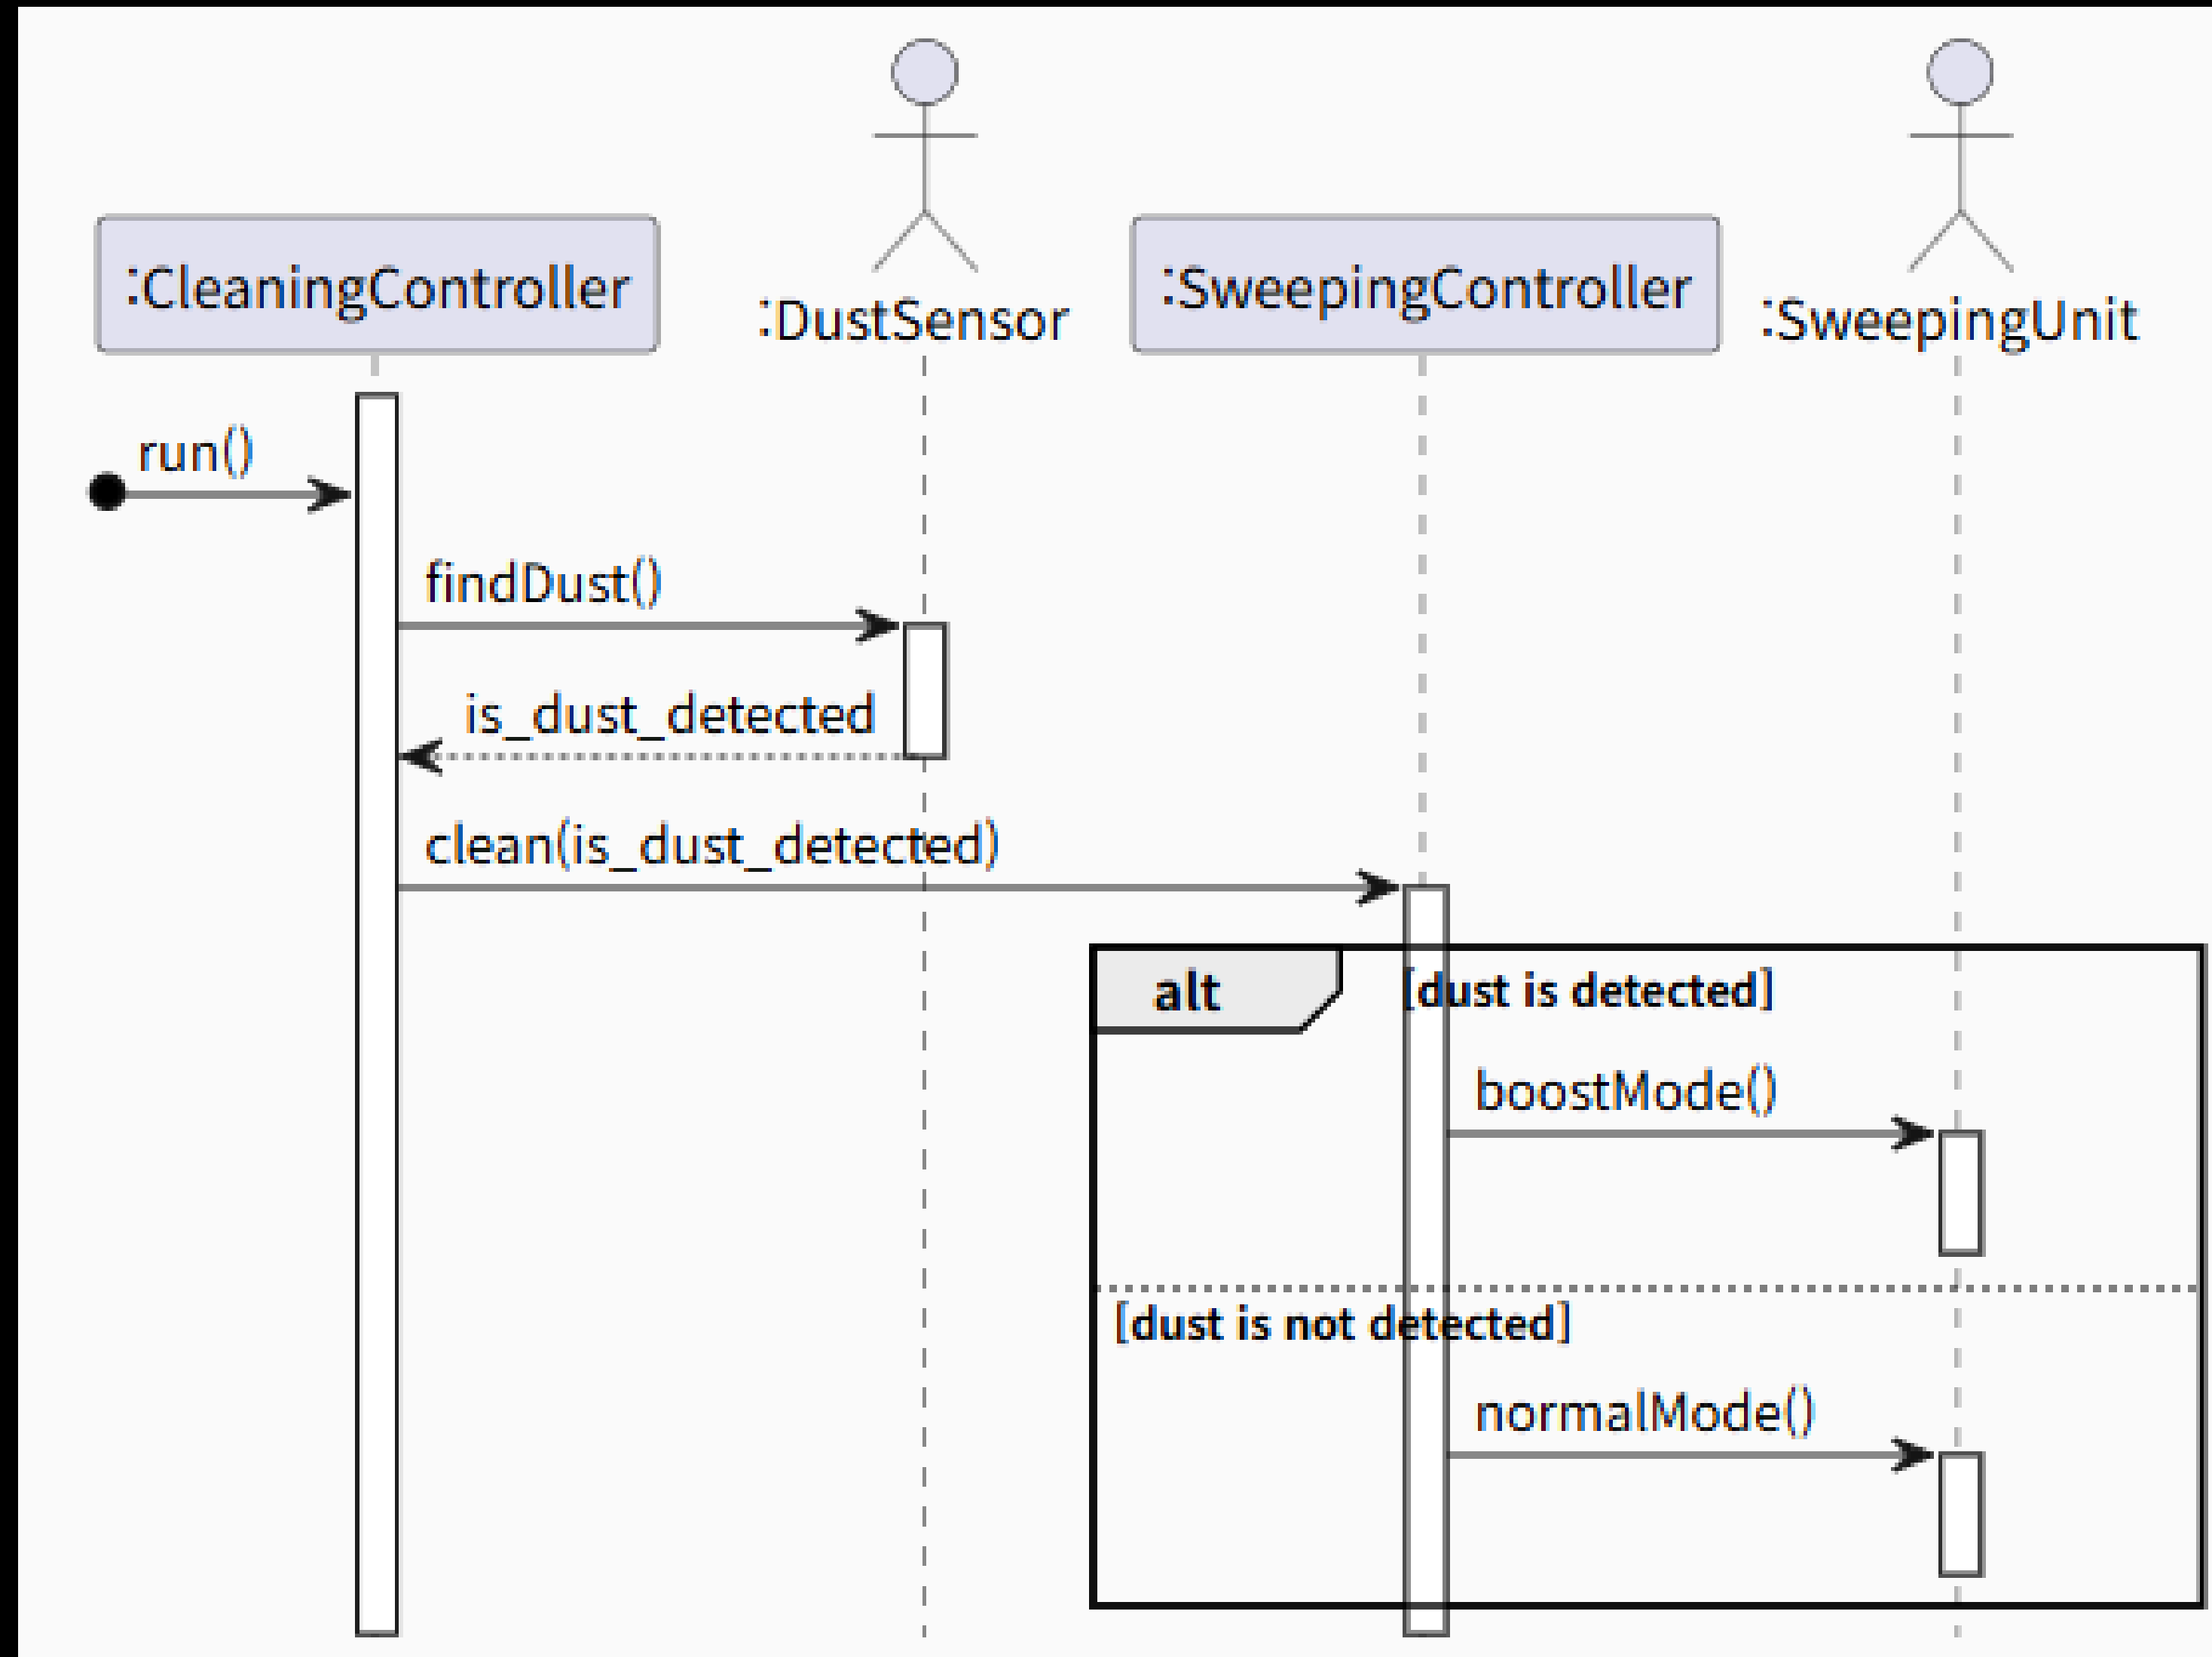 :CleaningController
:DustSensor
:SweepingController
:SweepingUnit
run()
findDust()
is_dust_detected
clean(is_dust_detected)
alt
[dust is detected]
boostMode()
[dust is not detected]
normalMode()